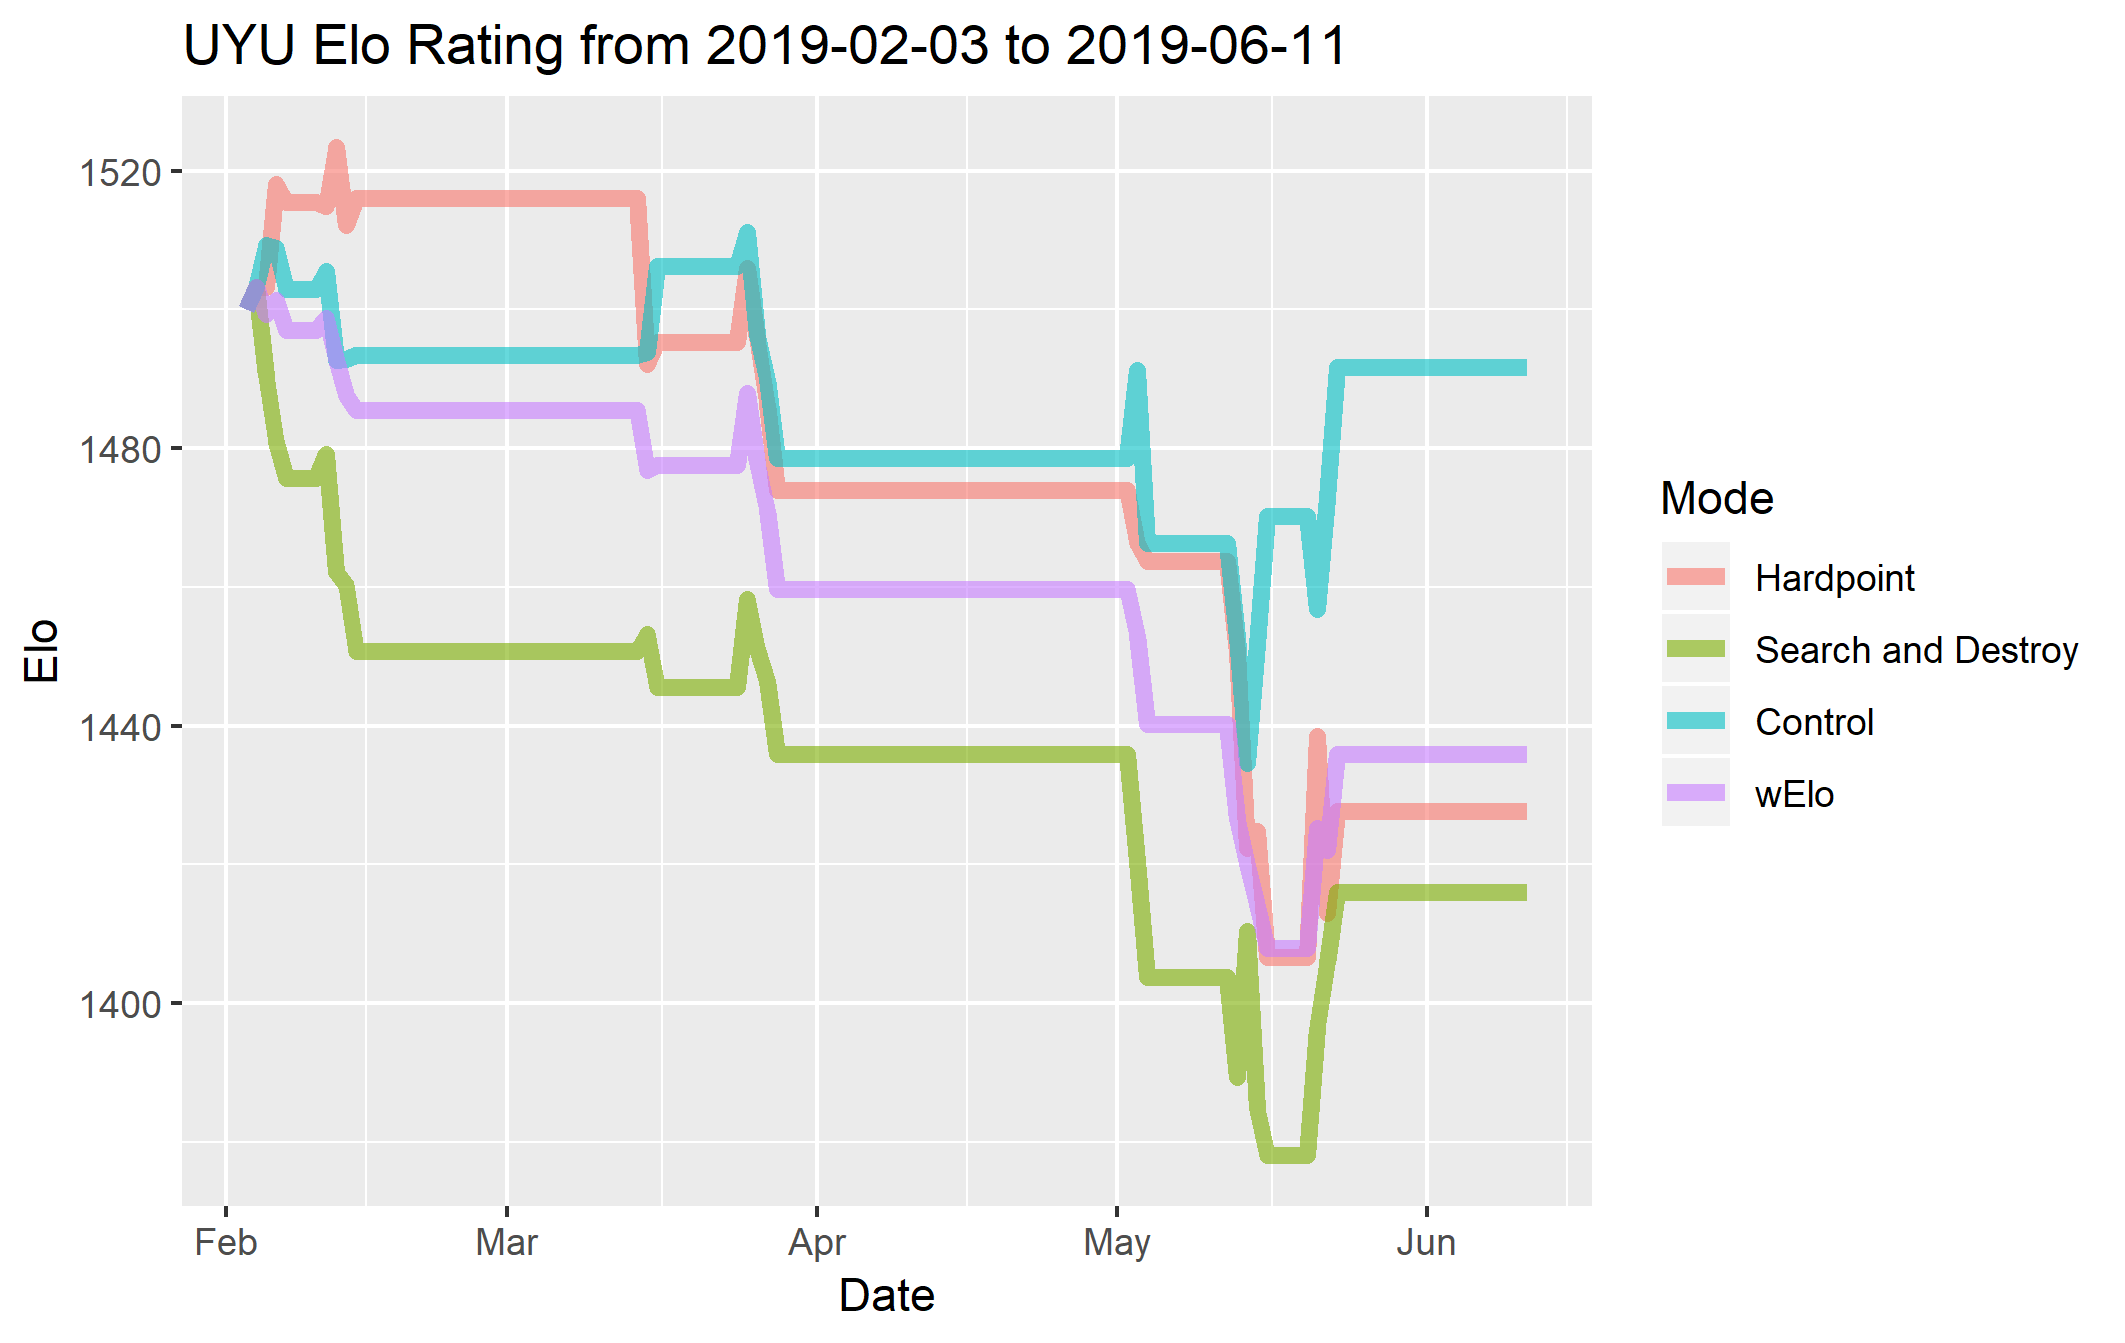 UYU Elo Rating from 2019-02-03 to 2019-06-11
1520
1480
1440
1400
Elo
Feb Mar Apr May Jun
Date
Mode
Hardpoint
Search and Destroy
Control
wElo